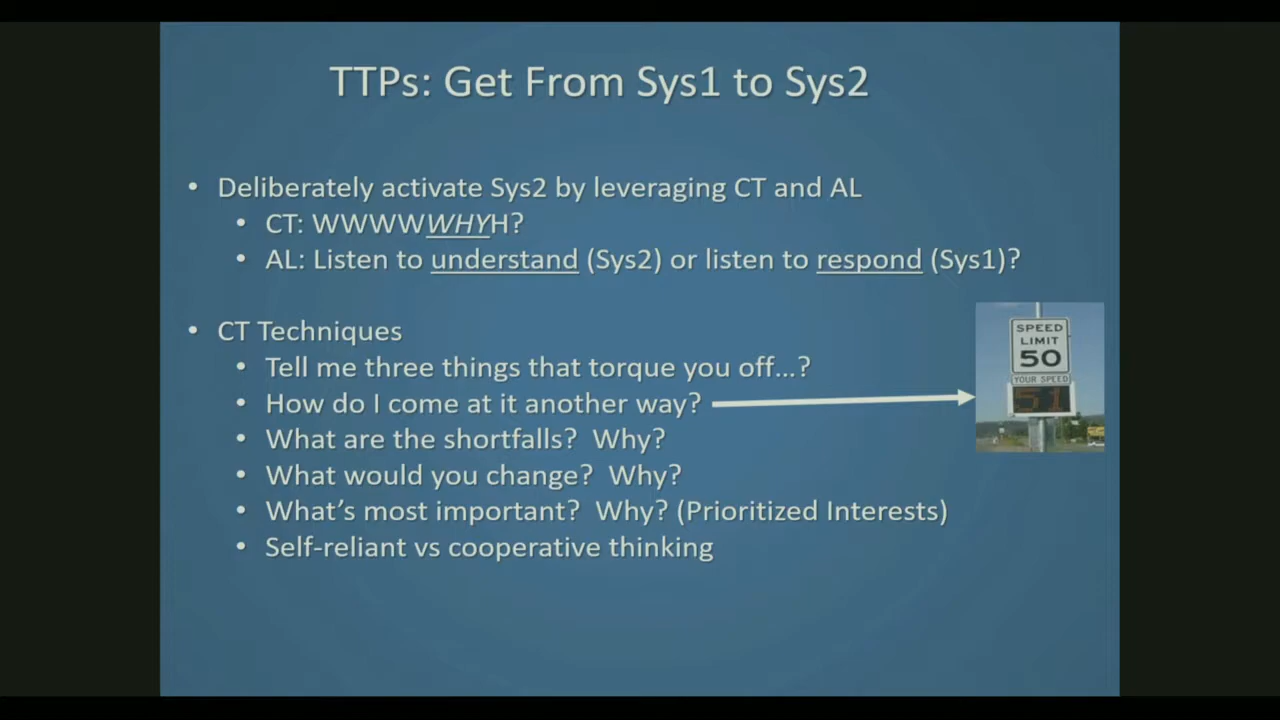 TTPs: Get From Sys1 to Sys2
• Deliberately activate Sys2 by leveraging CT and AL
• CT: WWWWWHYH?
• AL: Listen to understand (Sys2) or listen to respond (Sys1)?
• CT Techniques
• Tell me three things that torque you off...?
• How do I come at it another way?
• What are the shortfalls?  Why?
• What would you change?  Why?
• What's most important?  Why? (Prioritized Interests)
• Self-reliant vs cooperative thinking
SPEED
LIMIT
50
YOUR SPEED
51